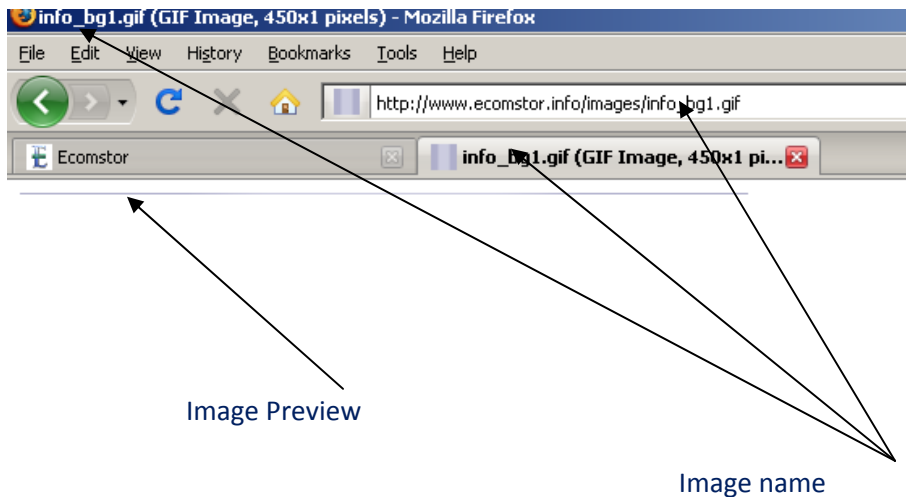 info_bg1.gif (GIF Image, 450x1 pixels) - Mozilla Firefox
File Edit View History Bookmarks Tools Help
http://www.ecomstor.info/images/info_bg1.gif
Ecomstor info_bg1.gif (GIF Image, 450x1 pi...
Image Preview
Image name